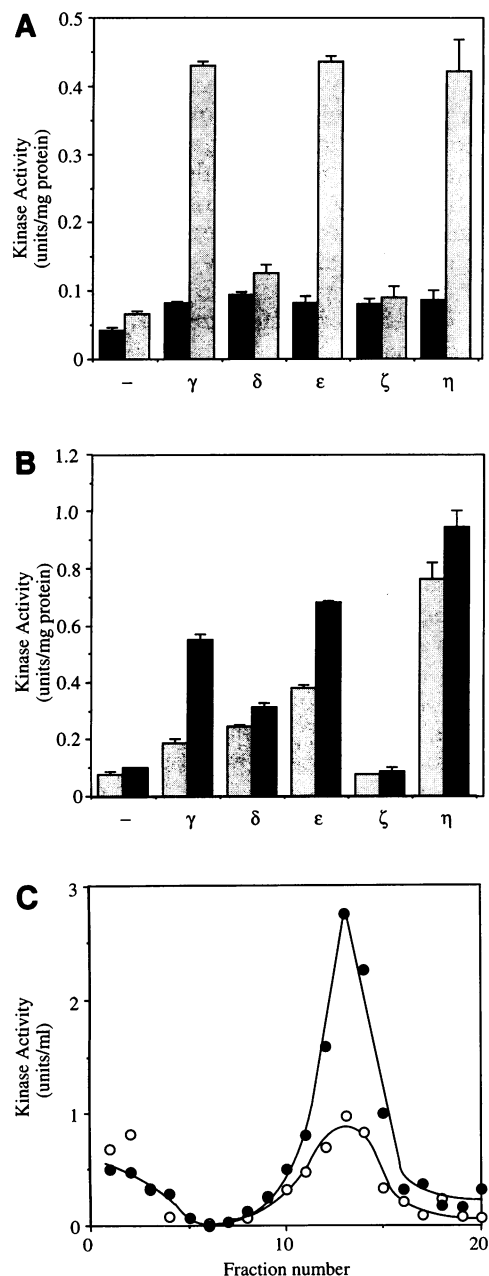 A
Kinase Activity
(units/mg protein)
0.5
0.4
0.3
0.2
0.1
0
– γ δ ε ζ η
B
Kinase Activity
(units/mg protein)
1.2
1.0
0.8
0.6
0.4
0.2
0
– γ δ ε ζ η
C
Kinase Activity
(units/ml)
3
2
1
0
0 10 20
Fraction number